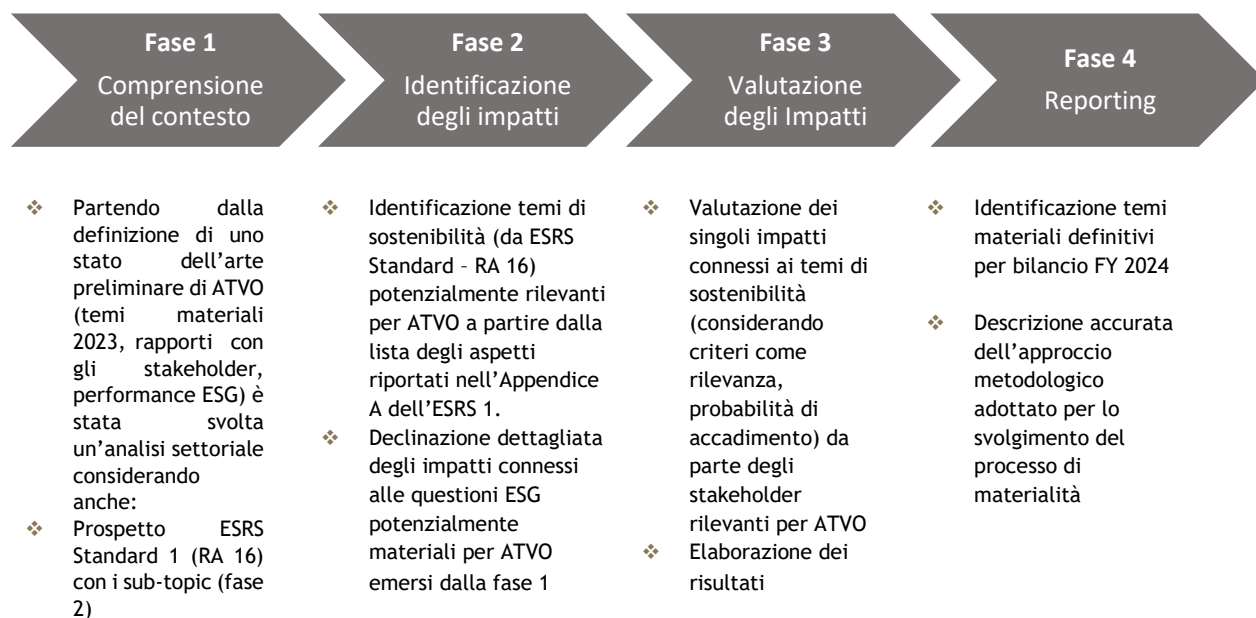 Fase 1
Comprensione
del contesto
Fase 2
Identificazione
degli impatti
Fase 3
Valutazione
degli Impatti
Fase 4
Reporting
❖ Partendo dalla
definizione di uno
stato dell’arte
preliminare di ATVO
(temi materiali
2023, rapporti con
gli stakeholder,
performance ESG) è
stata svolta
un’analisi settoriale
considerando
anche:
❖ Prospetto ESRS
Standard 1 (RA 16)
con i sub-topic (fase
2)
❖ Identificazione temi di
sostenibilità (da ESRS
Standard – RA 16)
potenzialmente rilevanti
per ATVO a partire dalla
lista degli aspetti
riportati nell’Appendice
A dell’ESRS 1.
❖ Declinazione dettagliata
degli impatti connessi
alle questioni ESG
potenzialmente
materiali per ATVO
emersi dalla fase 1
❖ Valutazione dei
singoli impatti
connessi ai temi di
sostenibilità
(considerando
criteri come
rilevanza,
probabilità di
accadimento) da
parte degli
stakeholder
rilevanti per ATVO
❖ Elaborazione dei
risultati
❖ Identificazione temi
materiali definitivi
per bilancio FY 2024
❖ Descrizione accurata
dell’approccio
metodologico
adottato per lo
svolgimento del
processo di
materialità